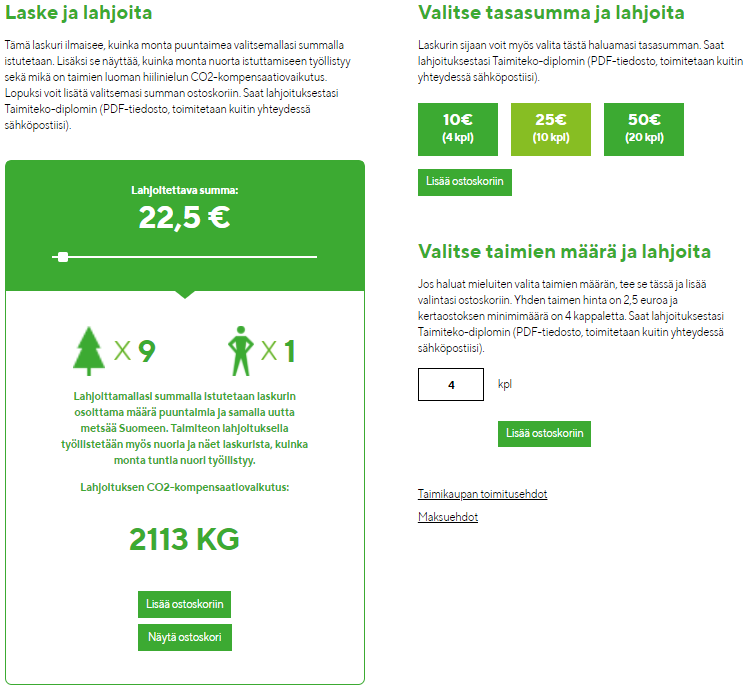 Laske ja lahjoita
Tämä laskuri ilmaisee, kuinka monta puuntaimea valitsemallasi summalla
istutetaan. Lisäksi se näyttää, kuinka monta nuorta istuttamiseen työllistyy
sekä mikä on taimien luoman hiilinielun CO2-kompensaatiovaikutus.
Lopuksi voit lisätä valitsemasi summan ostoskoriin. Saat lahjoituksestasi
Taimiteko-diplomin (PDF-tiedosto, toimitetaan kuitin yhteydessä
sähköpostiisi).
Lahjoitettava summa:
22,5 €
X 9
X 1
Lahjoittamallasi summalla istutetaan laskurin
osoittama määrä puuntaimia ja samalla uutta
metsää Suomeen. Taimiteon lahjoituksella
työllistetään myös nuoria ja näet laskurista, kuinka
monta tuntia nuori työllistyy.
Lahjoituksen CO2-kompensaatiovaikutus:
2113 KG
Lisää ostoskoriin
Näytä ostoskori
Valitse tasasumma ja lahjoita
Laskurin sijaan voit myös valita tästä haluamasi tasasumman. Saat
lahjoituksestasi Taimiteko-diplomin (PDF-tiedosto, toimitetaan kuitin
yhteydessä sähköpostiisi).
10€
(4 kpl)
25€
(10 kpl)
50€
(20 kpl)
Lisää ostoskoriin
Valitse taimien määrä ja lahjoita
Jos haluat mieluiten valita taimien määrän, tee se tässä ja lisää
valintasi ostoskoriin. Yhden taimen hinta on 2,5 euroa ja
kertaostoksen minimimäärä on 4 kappaletta. Saat lahjoituksestasi
Taimiteko-diplomin (PDF-tiedosto, toimitetaan kuitin yhteydessä
sähköpostiisi).
4 kpl
Lisää ostoskoriin
Taimikaupan toimitusehdot
Maksuehdot